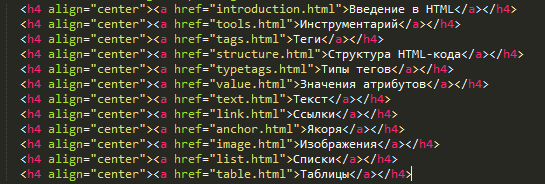 <h4 align="center"><a href="introduction.html">Введение в HTML</a></h4>
<h4 align="center"><a href="tools.html">Инструментарий</a></h4>
<h4 align="center"><a href="tags.html">Теги</a></h4>
<h4 align="center"><a href="structure.html">Структура HTML-кода</a></h4>
<h4 align="center"><a href="typetags.html">Типы тегов</a></h4>
<h4 align="center"><a href="value.html">Значения атрибутов</a></h4>
<h4 align="center"><a href="text.html">Текст</a></h4>
<h4 align="center"><a href="link.html">Ссылки</a></h4>
<h4 align="center"><a href="anchor.html">Якоря</a></h4>
<h4 align="center"><a href="image.html">Изображения</a></h4>
<h4 align="center"><a href="list.html">Списки</a></h4>
<h4 align="center"><a href="table.html">Таблицы</a></h4>